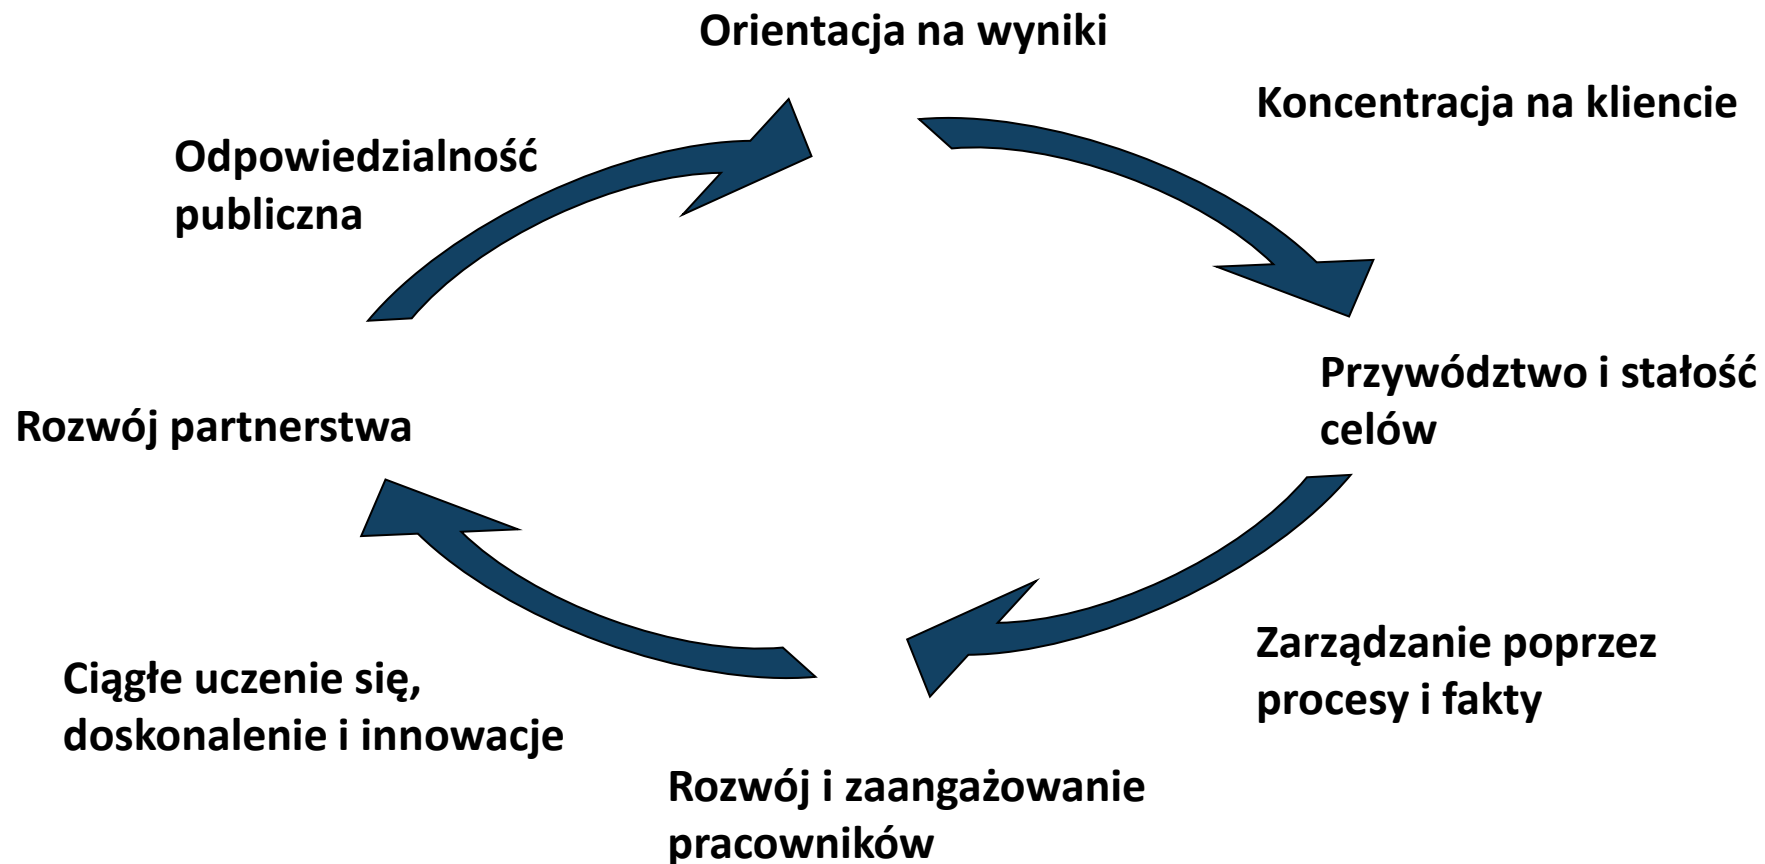 Orientacja na wyniki
Koncentracja na kliencie
Odpowiedzialność
publiczna
Przywództwo i stałość
celów
Rozwój partnerstwa
Zarządzanie poprzez
procesy i fakty
Ciągłe uczenie się,
doskonalenie i innowacje
Rozwój i zaangażowanie
pracowników